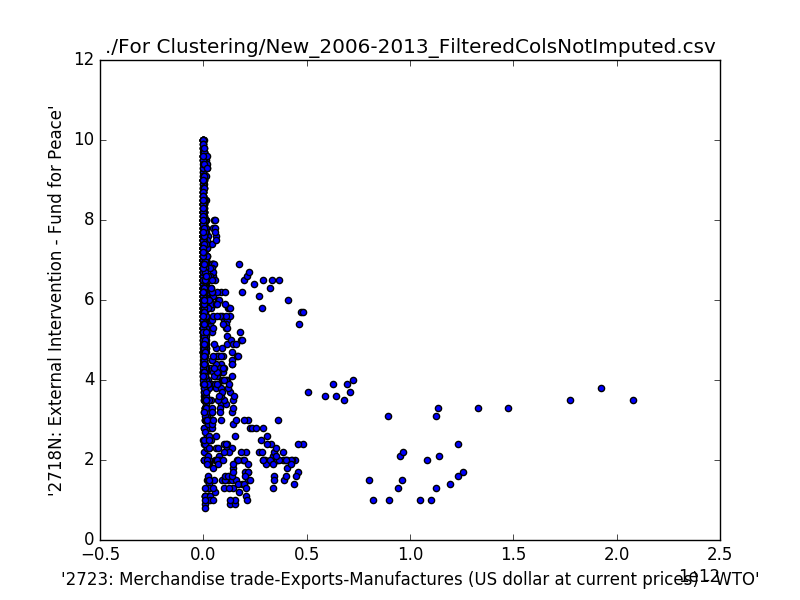 ./For Clustering/New_2006-2013_FilteredColsNotImputed.csv
12
10
8
6
4
2
0
'2718N: External Intervention - Fund for Peace'
−0.5 0.0 0.5 1.0 1.5 2.0 2.5
1e12
'2723: Merchandise trade-Exports-Manufactures (US dollar at current prices) - WTO'